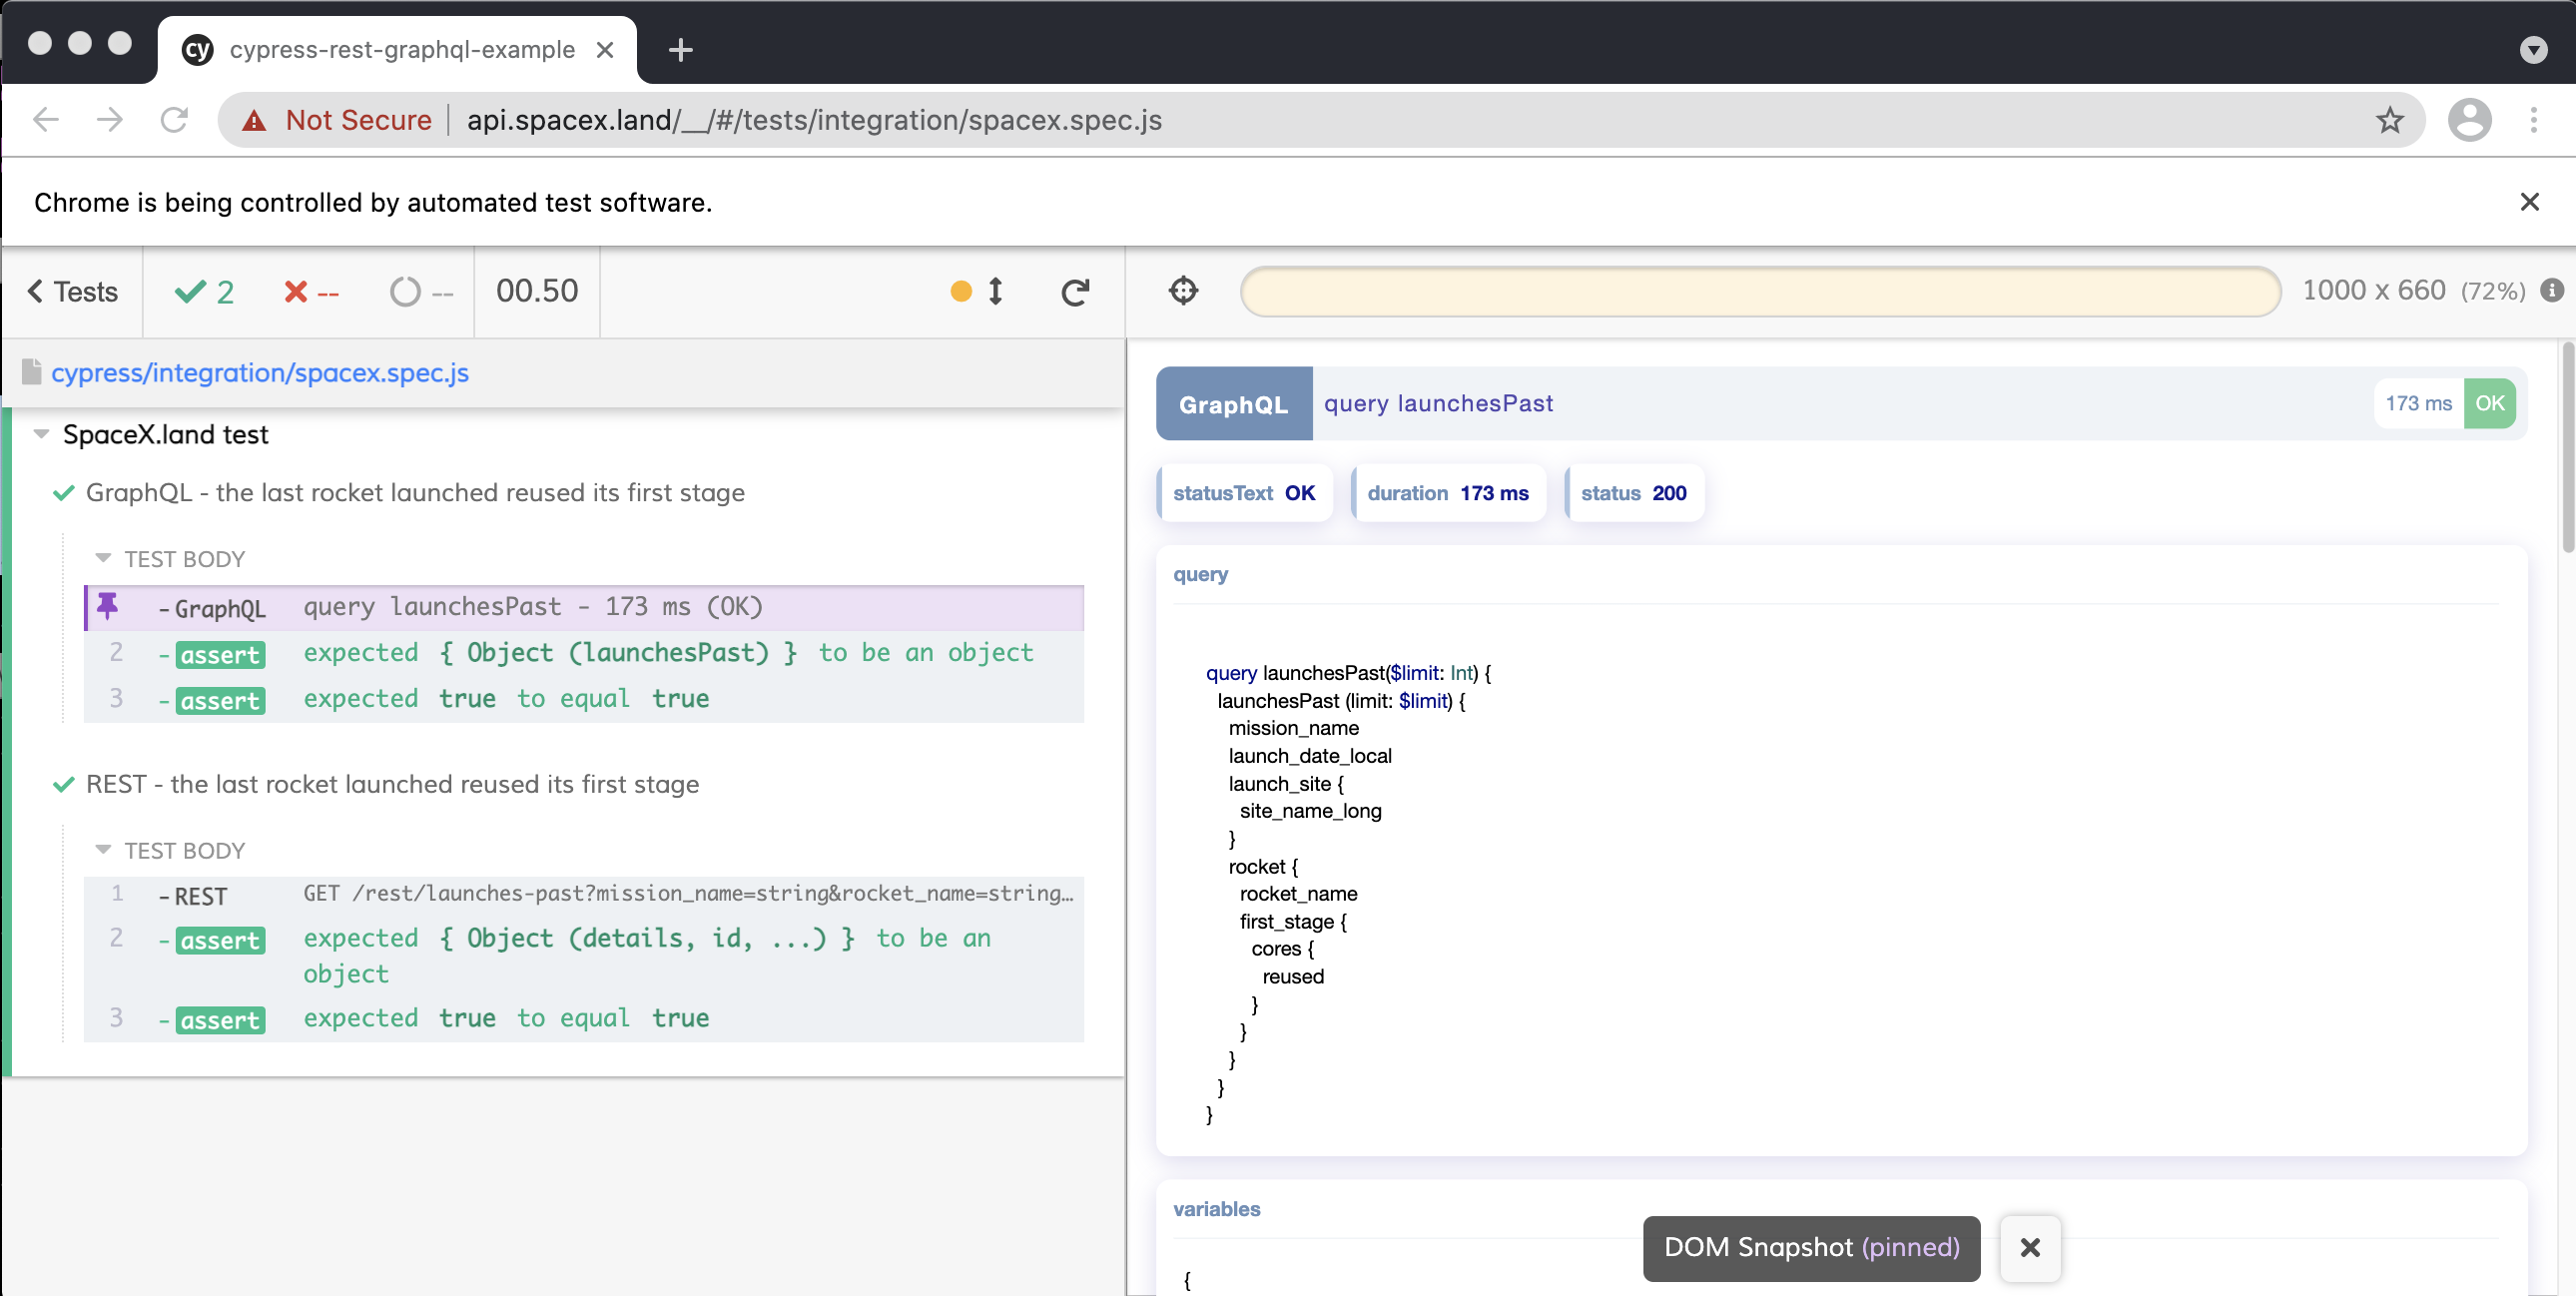 cy cypress-rest-graphql-example
Not Secure api.spacex.land/__/#/tests/integration/spacex.spec.js
Chrome is being controlled by automated test software.
Tests 2 -- -- 00.50 1000 x 660 (72%)
cypress/integration/spacex.spec.js
SpaceX.land test
GraphQL - the last rocket launched reused its first stage
TEST BODY
-GraphQL query launchesPast - 173 ms (OK)
2 -assert expected { Object (launchesPast) } to be an object
3 -assert expected true to equal true
REST - the last rocket launched reused its first stage
TEST BODY
1 -REST GET /rest/launches-past?mission_name=string&rocket_name=string…
2 -assert expected { Object (details, id, ...) } to be an
object
3 -assert expected true to equal true
GraphQL query launchesPast 173 ms OK
statusText OK duration 173 ms status 200
query
query launchesPast($limit: Int) {
launchesPast (limit: $limit) {
mission_name
launch_date_local
launch_site {
site_name_long
}
rocket {
rocket_name
first_stage {
cores {
reused
}
}
}
}
}
variables
{
DOM Snapshot (pinned)